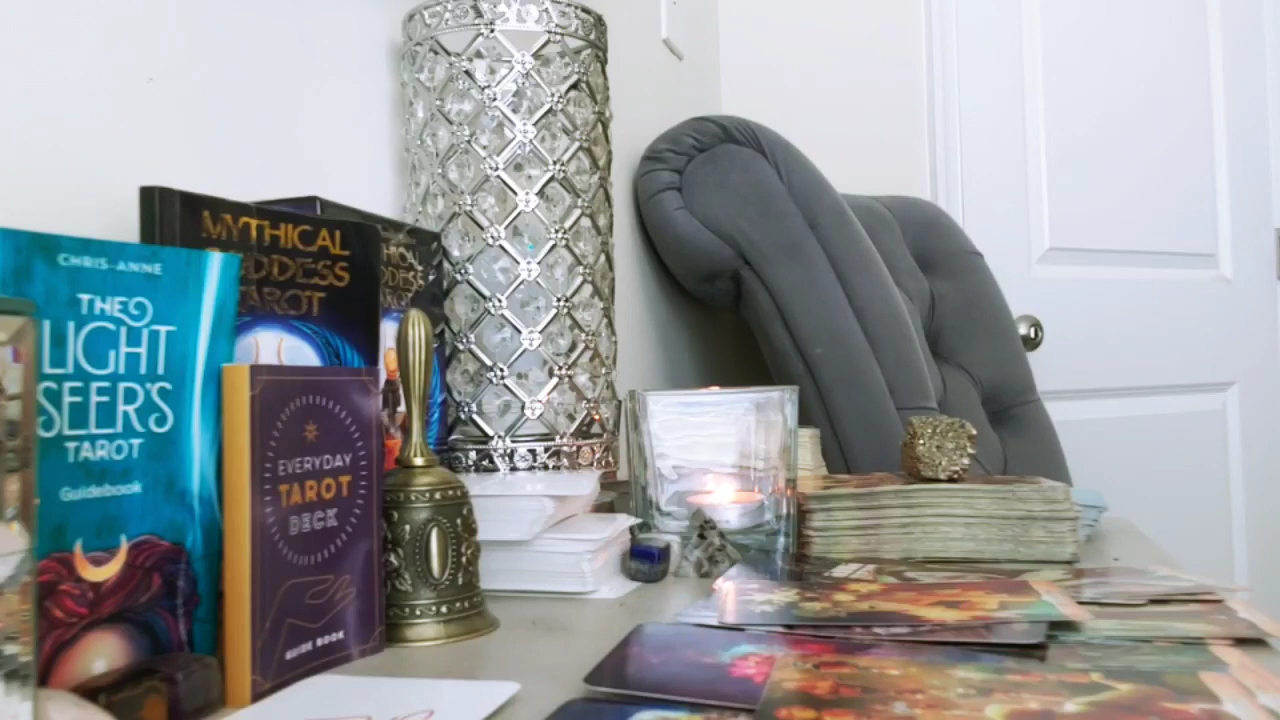 CHRIS-ANNE
THE
LIGHT
SEER'S
TAROT
Guidebook
MYTHICAL
GODDESS
TAROT
EVERYDAY
TAROT
DECK
GUIDE BOOK